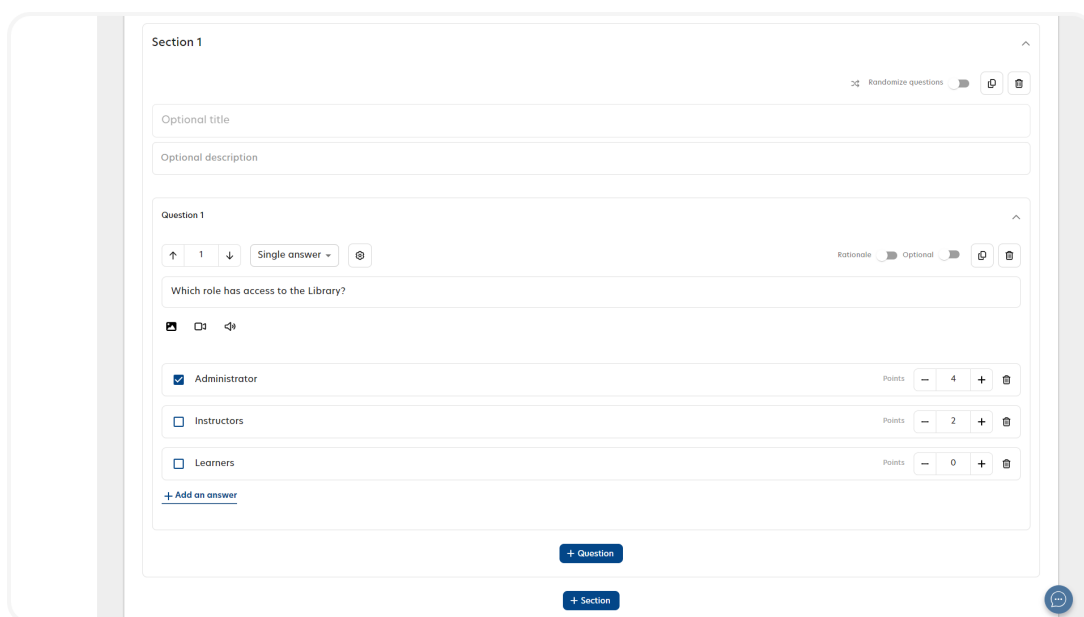 Section 1
Randomize questions
Optional title
Optional description
Question 1
1 Single answer Rationale Optional
Which role has access to the Library?
Administrator Points 4
Instructors Points 2
Learners Points 0
+ Add an answer
+ Question
+ Section